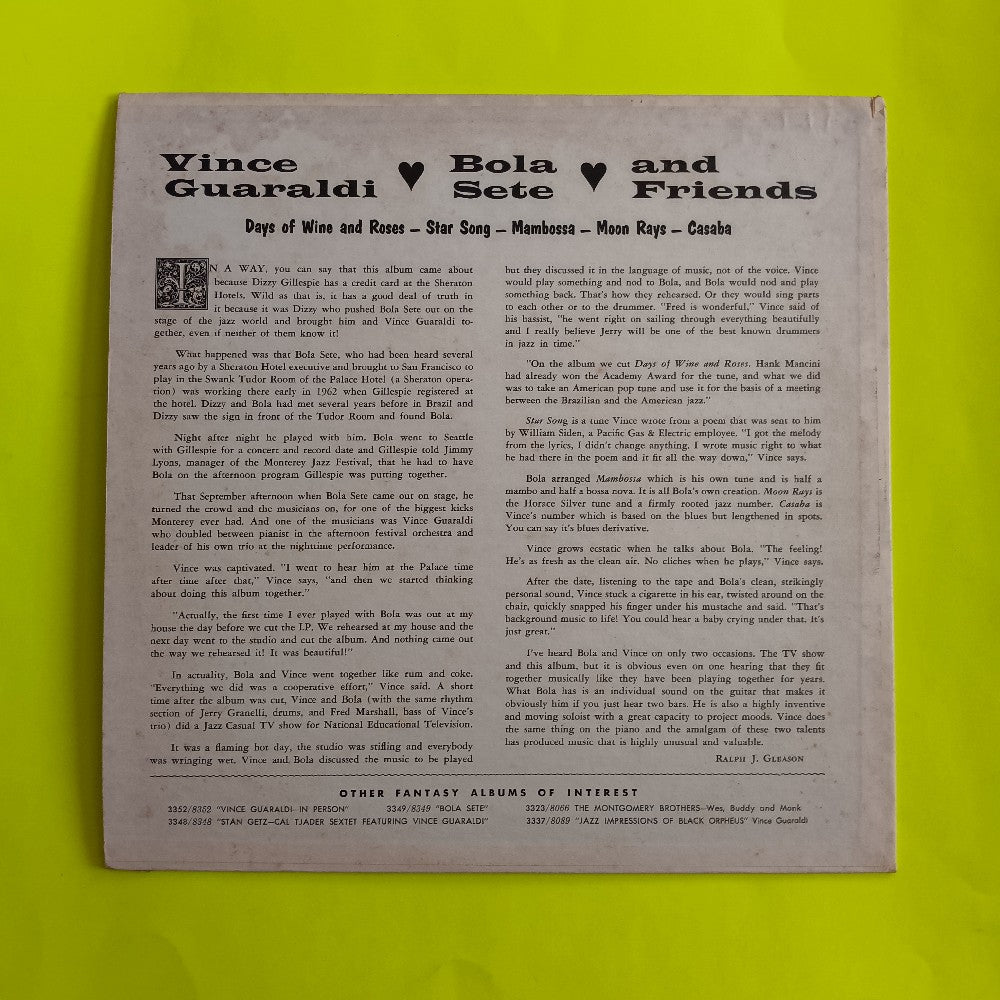 Vince Guaraldi ♥ Bola Sete ♥ and Friends
Days of Wine and Roses – Star Song – Mambossa – Moon Rays – Casaba
IN A WAY, you can say that this album came about
because Dizzy Gillespie has a credit card at the Sheraton
Hotels. Wild as that is, it has a good deal of truth in
it because it was Dizzy who pushed Bola Sete out on the
stage of the jazz world and brought him and Vince Guaraldi to-
gether, even if neither of them know it!
What happened was that Bola Sete, who had been heard several
years ago by a Sheraton Hotel executive and brought to San Francisco to
play in the Swank Tudor Room of the Palace Hotel (a Sheraton opera-
tion) was working there early in 1962 when Gillespie registered at
the hotel. Dizzy and Bola had met several years before in Brazil and
Dizzy saw the sign in front of the Tudor Room and found Bola.
Night after night he played with him. Bola went to Seattle
with Gillespie for a concert and record date and Gillespie told Jimmy
Lyons, manager of the Monterey Jazz Festival, that he had to have
Bola on the afternoon program Gillespie was putting together.
That September afternoon when Bola Sete came out on stage, he
turned the crowd and the musicians on, for one of the biggest kicks
Monterey ever had. And one of the musicians was Vince Guaraldi
who doubled between pianist in the afternoon festival orchestra and
leader of his own trio at the nighttime performance.
Vince was captivated. "I went to hear him at the Palace time
after time after that," Vince says, "and then we started thinking
about doing this album together."
"Actually, the first time I ever played with Bola was out at my
house the day before we cut the LP. We rehearsed at my house and the
next day went to the studio and cut the album. And nothing came out
the way we rehearsed it! It was beautiful!"
In actuality, Bola and Vince went together like rum and coke.
"Everything we did was a cooperative effort," Vince said. A short
time after the album was cut, Vince and Bola (with the same rhythm
section of Jerry Granelli, drums, and Fred Marshall, bass of Vince's
trio) did a Jazz Casual TV show for National Educational Television.
It was a flaming hot day, the studio was stifling and everybody
was wringing wet. Vince and Bola discussed the music to be played
but they discussed it in the language of music, not of the voice. Vince
would play something and nod to Bola, and Bola would nod and play
something back. That's how they rehearsed. Or they would sing parts
to each other or to the drummer. "Fred is wonderful," Vince said of
his bassist, "he went right on sailing through everything beautifully
and I really believe Jerry will be one of the best known drummers
in jazz in time."
"On the album we cut Days of Wine and Roses. Hank Mancini
had already won the Academy Award for the tune, and what we did
was to take an American pop tune and use it for the basis of a meeting
between the Brazilian and the American jazz."
Star Song is a tune Vince wrote from a poem that was sent to him
by William Siden, a Pacific Gas & Electric employee. "I got the melody
from the lyrics, I didn't change anything. I wrote music right to what
he had there in the poem and it fit all the way down," Vince says.
Bola arranged Mambossa which is his own tune and is half a
mambo and half a bossa nova. It is all Bola's own creation. Moon Rays is
the Horace Silver tune and a firmly rooted jazz number. Casaba is
Vince's number which is based on the blues but lengthened in spots.
You can say it's blues derivative.
Vince grows ecstatic when he talks about Bola. "The feeling!
He's as fresh as the clean air. No cliches when he plays," Vince says.
After the date, listening to the tape and Bola's clean, strikingly
personal sound, Vince stuck a cigarette in his ear, twisted around on the
chair, quickly snapped his finger under his mustache and said. "That's
background music to life! You could hear a baby crying under that. It's
just great."
I've heard Bola and Vince on only two occasions. The TV show
and this album, but it is obvious even on one hearing that they fit
together musically like they have been playing together for years.
What Bola has is an individual sound on the guitar that makes it
obviously him if you just hear two bars. He is also a highly inventive
and moving soloist with a great capacity to project moods. Vince does
the same thing on the piano and the amalgam of these two talents
has produced music that is highly unusual and valuable.
RALPH J. GLEASON
OTHER FANTASY ALBUMS OF INTEREST
3352/8352 "VINCE GUARALDI IN PERSON" 3349/8349 "BOLA SETE" 3323/8066 THE MONTGOMERY BROTHERS—Wes, Buddy and Monk
3348/8348 "STAN GETZ—CAL TJADER SEXTET FEATURING VINCE GUARALDI" 3337/8089 "JAZZ IMPRESSIONS OF BLACK ORPHEUS" Vince Guaraldi